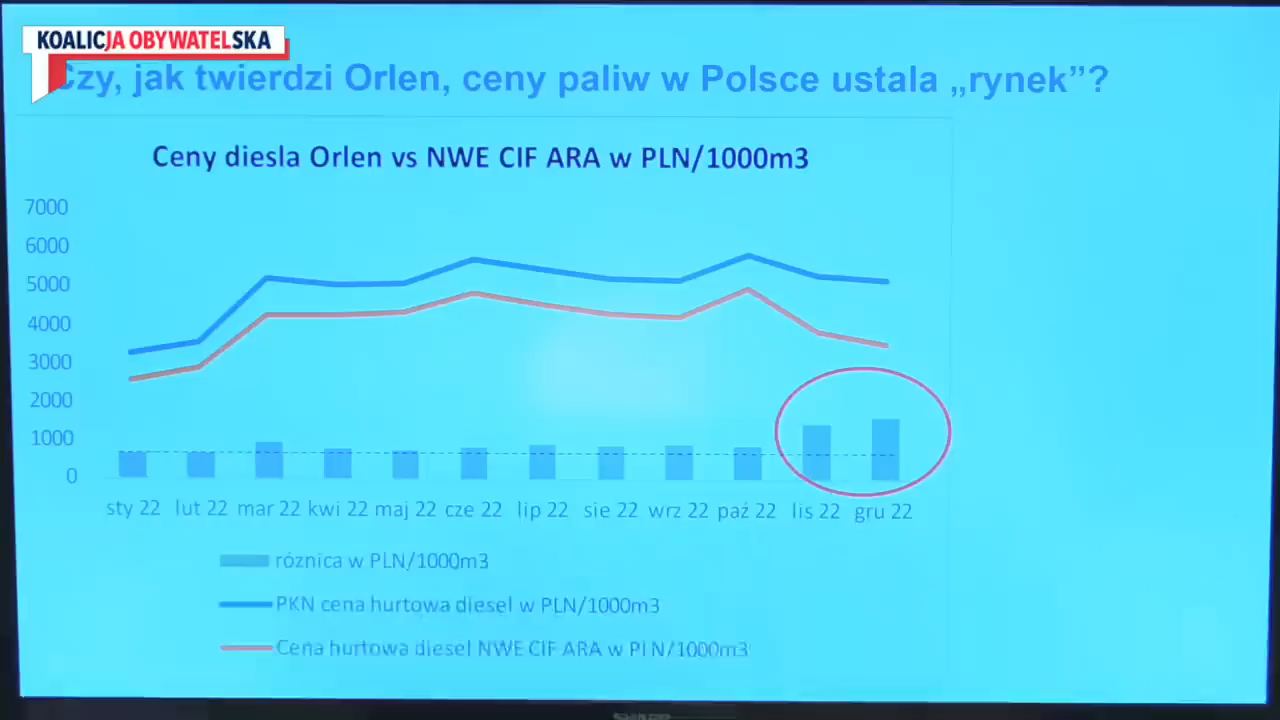 KOALICJA OBYWATELSKA
Czy, jak twierdzi Orlen, ceny paliw w Polsce ustala „rynek”?
Ceny diesla Orlen vs NWE CIF ARA w PLN/1000m3
7000
6000
5000
4000
3000
2000
1000
0
sty 22 lut 22 mar 22 kwi 22 maj 22 cze 22 lip 22 sie 22 wrz 22 paź 22 lis 22 gru 22
róznica w PLN/1000m3
PKN cena hurtowa diesel w PLN/1000m3
Cena hurtowa diesel NWE CIF ARA w PLN/1000m3